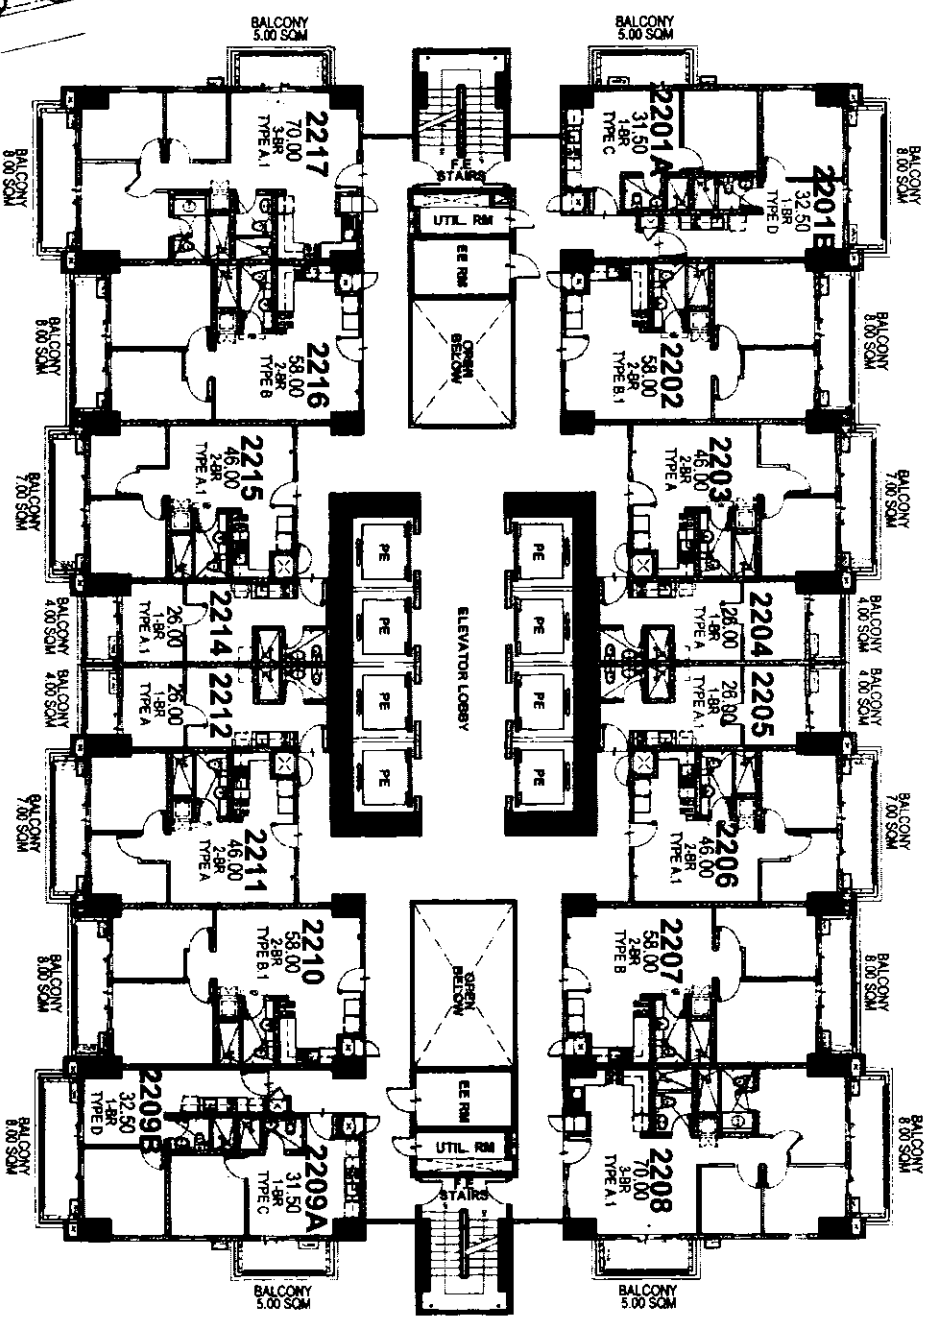 BALCONY
5.00 SQM
BALCONY
5.00 SQM
BALCONY
8.00 SQM
2217
70.00
3-BR
TYPE A.1
F.E
STAIRS
UTIL. RM
EE RM
OPEN
BELOW
2201A
31.50
1-BR
TYPE C
2201B
32.50
1-BR
TYPE D
BALCONY
8.00 SQM
BALCONY
8.00 SQM
2216
58.00
2-BR
TYPE B
2202
58.00
2-BR
TYPE B.1
BALCONY
8.00 SQM
BALCONY
7.00 SQM
2215
46.00
2-BR
TYPE A.1
2203
46.00
2-BR
TYPE A
BALCONY
7.00 SQM
BALCONY
4.00 SQM
2214
26.00
1-BR
TYPE A.1
2204
26.00
1-BR
TYPE A
BALCONY
4.00 SQM
BALCONY
4.00 SQM
2212
26.00
1-BR
TYPE A
PE
PE
PE
PE
ELEVATOR LOBBY
PE
PE
PE
PE
2205
26.00
1-BR
TYPE A.1
BALCONY
4.00 SQM
BALCONY
7.00 SQM
2211
46.00
2-BR
TYPE A
2206
46.00
2-BR
TYPE A.1
BALCONY
7.00 SQM
BALCONY
8.00 SQM
2210
58.00
2-BR
TYPE B.1
OPEN
BELOW
2207
58.00
2-BR
TYPE B
BALCONY
8.00 SQM
BALCONY
8.00 SQM
2209B
32.50
1-BR
TYPE D
2209A
31.50
1-BR
TYPE C
EE RM
UTIL. RM
F.E
STAIRS
2208
70.00
3-BR
TYPE A.1
BALCONY
8.00 SQM
BALCONY
5.00 SQM
BALCONY
5.00 SQM